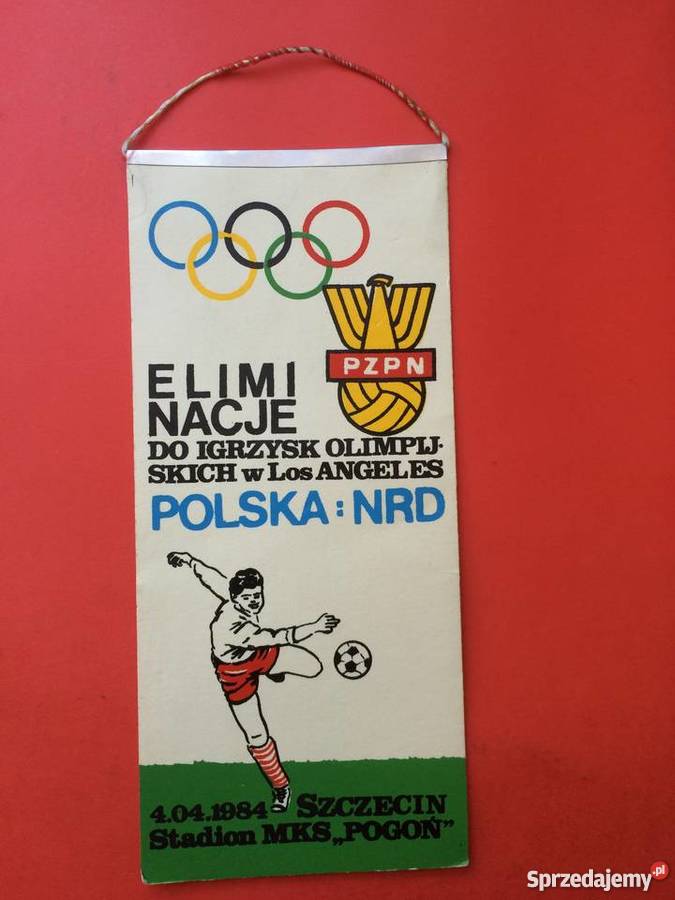 PZPN
ELIMI
NACJE
DO IGRZYSK OLIMPIJ-
SKICH w Los ANGELES
POLSKA : NRD
4.04.1984 SZCZECIN
Stadion MKS „POGOŃ”
Sprzedajemy.pl